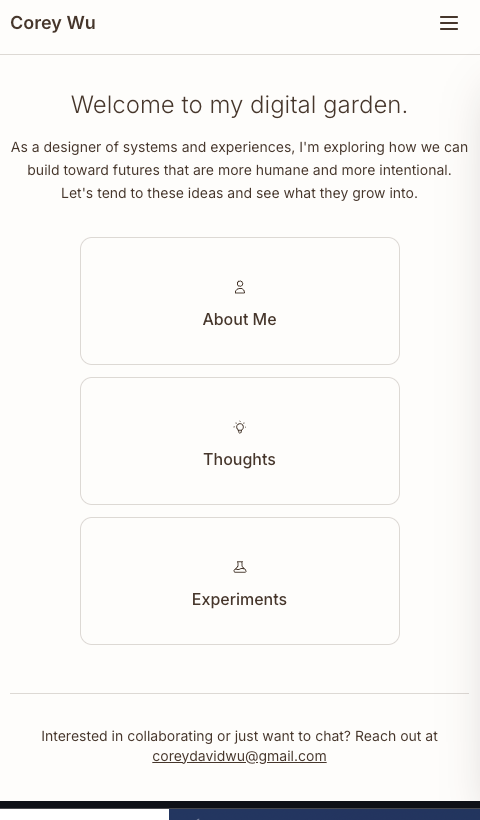 Corey Wu
Welcome to my digital garden.
As a designer of systems and experiences, I'm exploring how we can
build toward futures that are more humane and more intentional.
Let's tend to these ideas and see what they grow into.
About Me
Thoughts
Experiments
Interested in collaborating or just want to chat? Reach out at
coreydavidwu@gmail.com